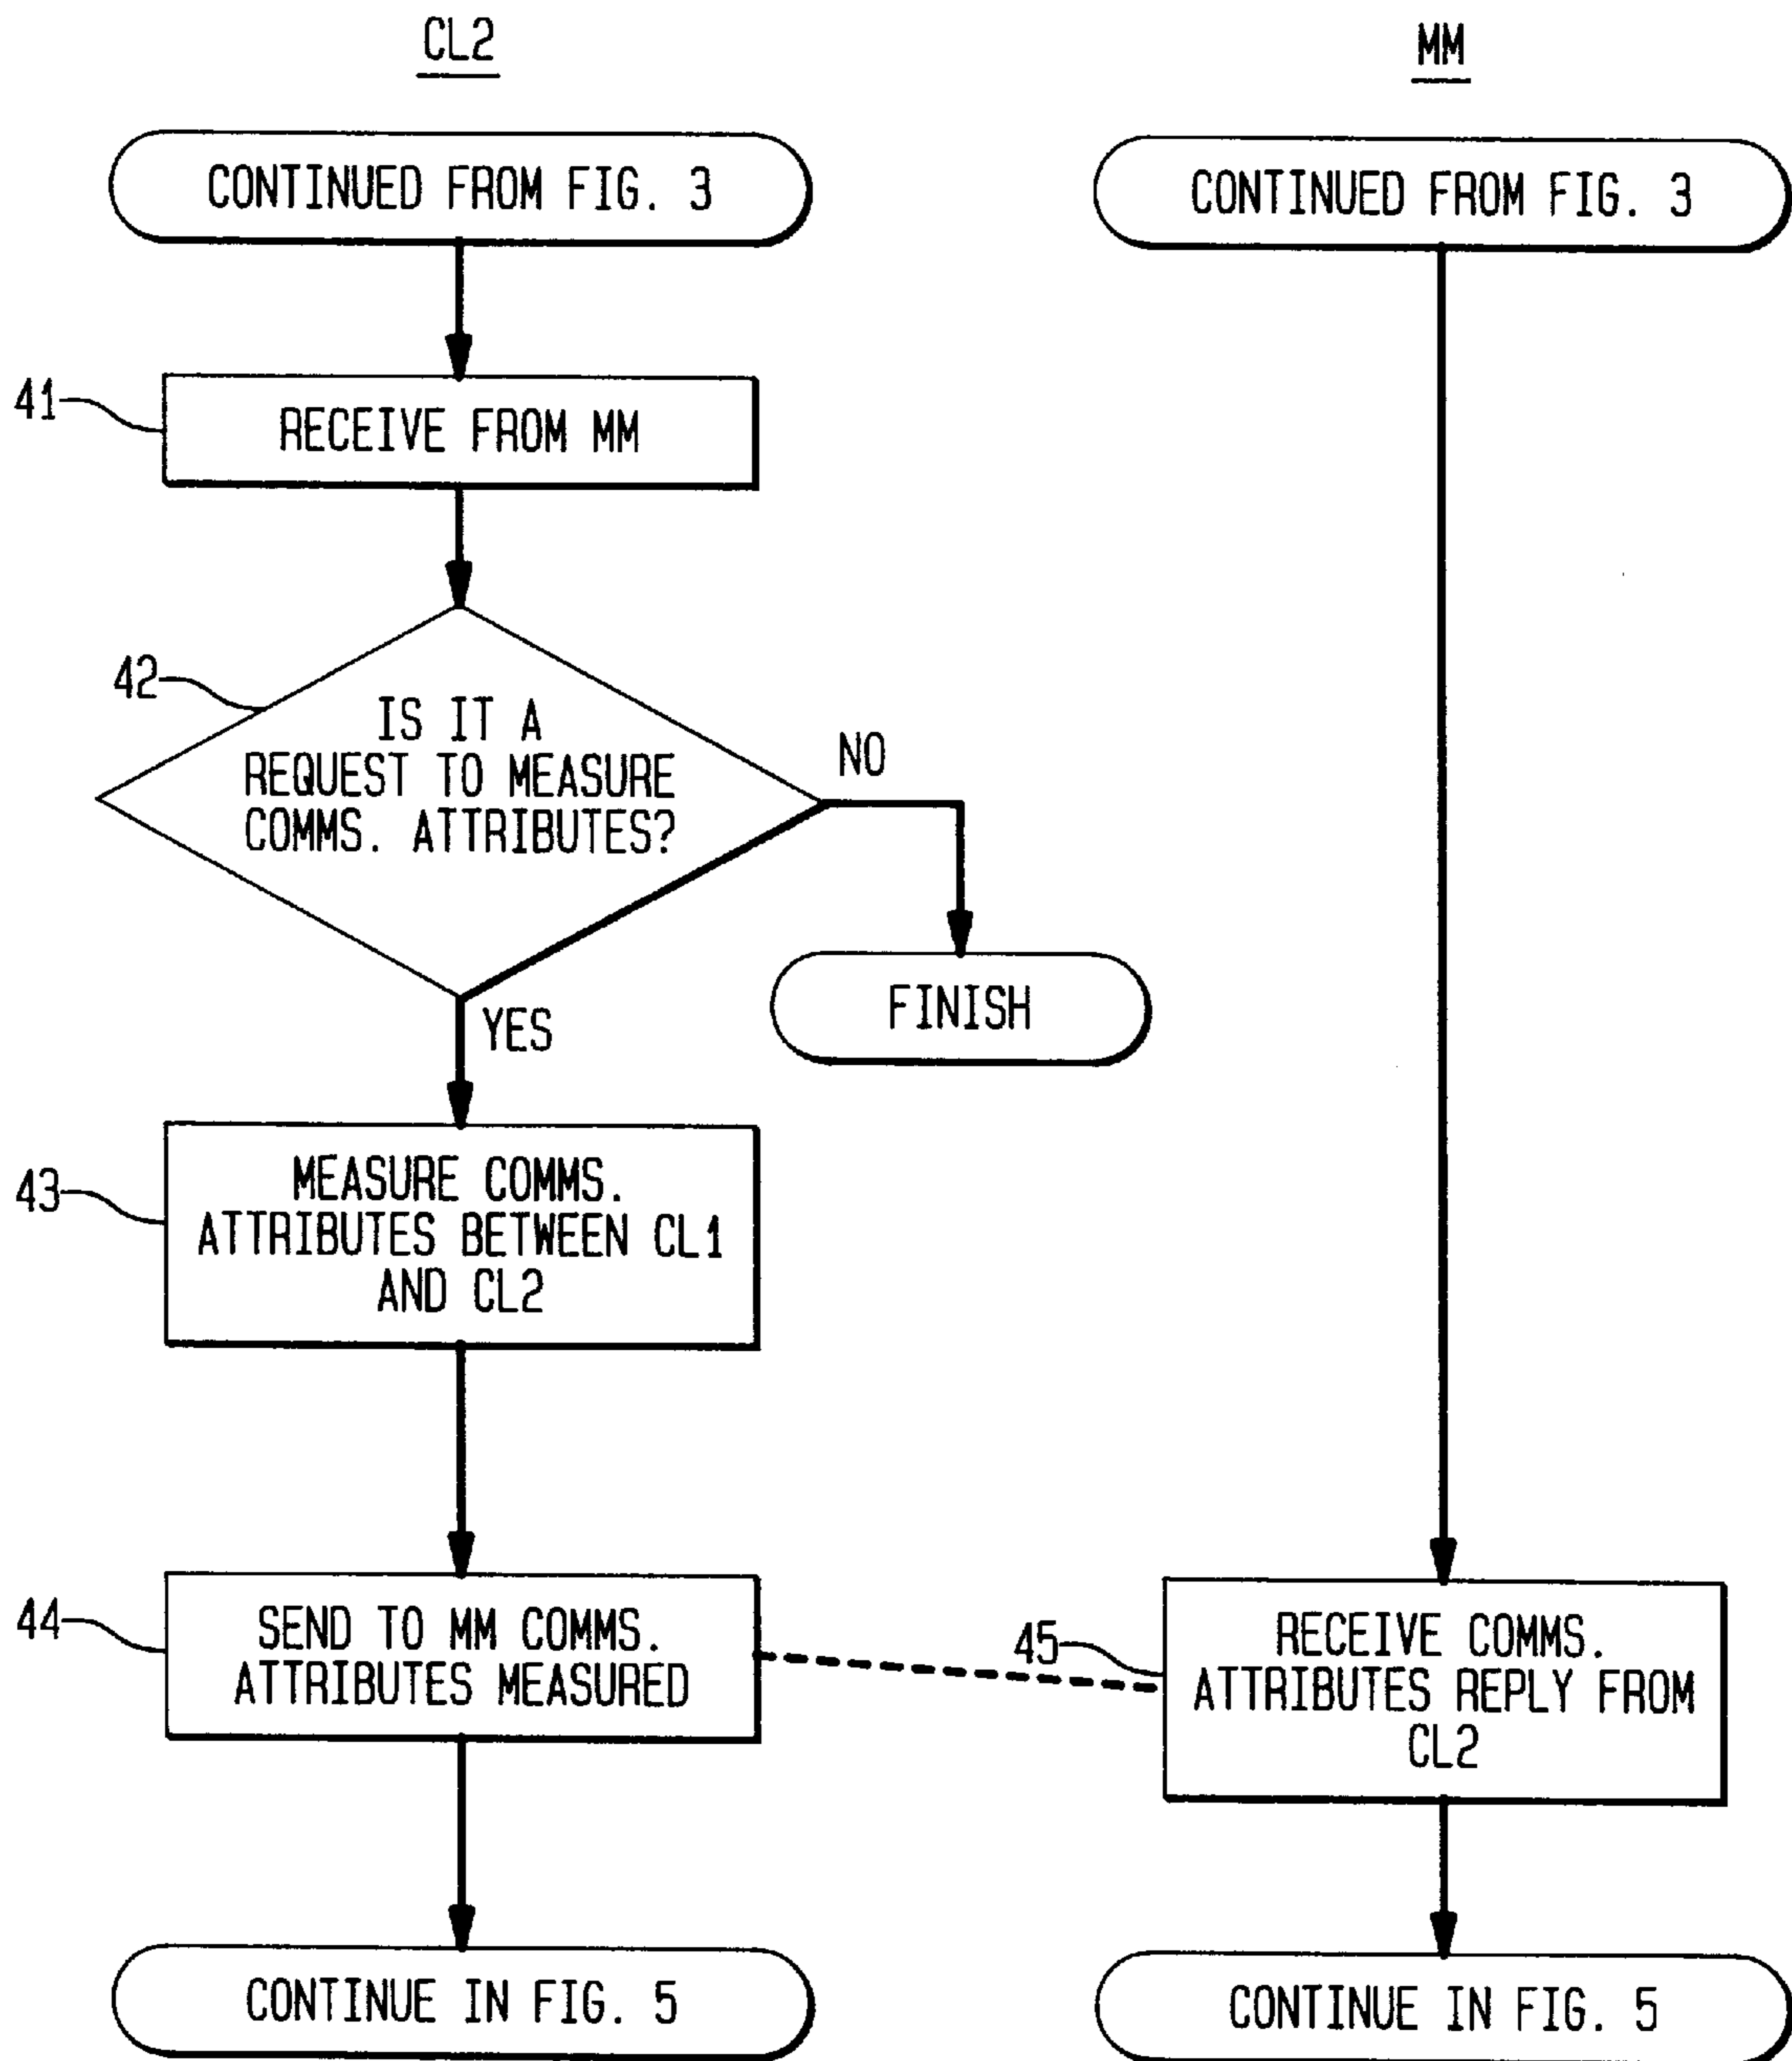 CL2
CONTINUED FROM FIG. 3
41
RECEIVE FROM MM
42
IS IT A
REQUEST TO MEASURE
COMMS. ATTRIBUTES?
NO
FINISH
YES
43
MEASURE COMMS.
ATTRIBUTES BETWEEN CL1
AND CL2
44
SEND TO MM COMMS.
ATTRIBUTES MEASURED
CONTINUE IN FIG. 5
MM
CONTINUED FROM FIG. 3
45
RECEIVE COMMS.
ATTRIBUTES REPLY FROM
CL2
CONTINUE IN FIG. 5